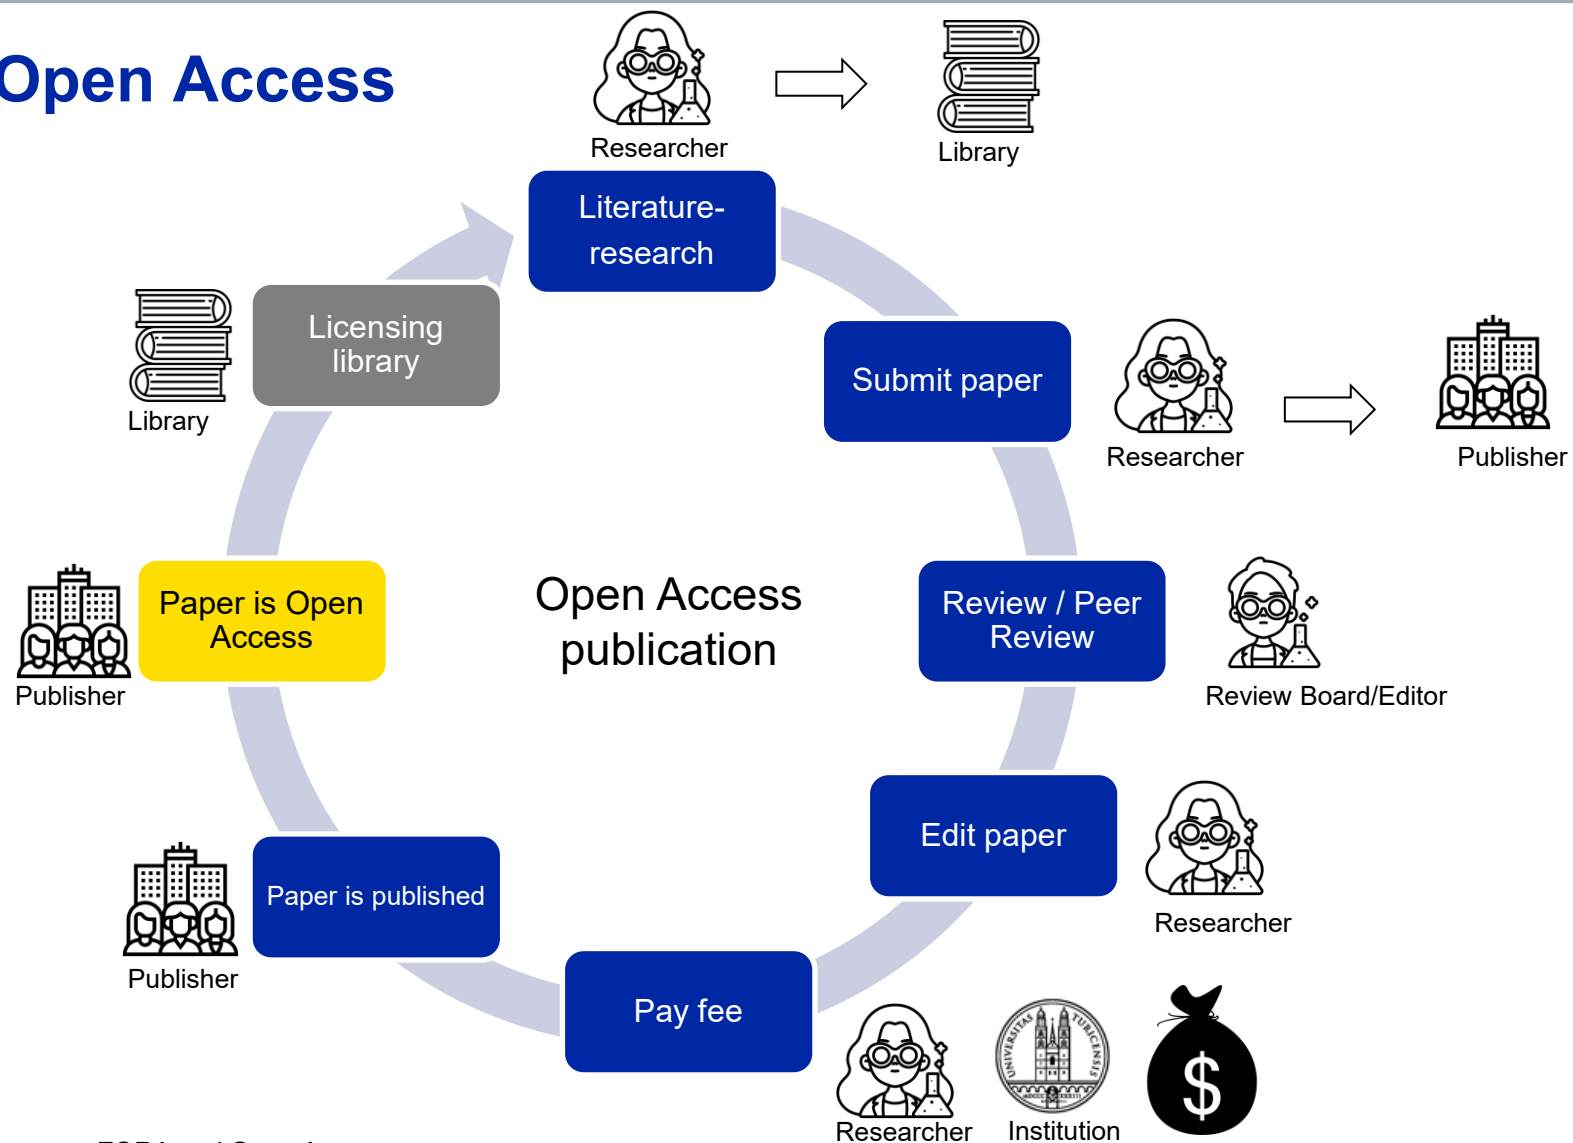 Open Access
Researcher
Library
Literature-
research
Licensing
library
Library
Submit paper
Researcher
Publisher
Paper is Open
Access
Publisher
Open Access
publication
Review / Peer
Review
Review Board/Editor
Edit paper
Researcher
Paper is published
Publisher
Pay fee
UNIVERSITAS
TURICENSIS
$
Researcher
Institution